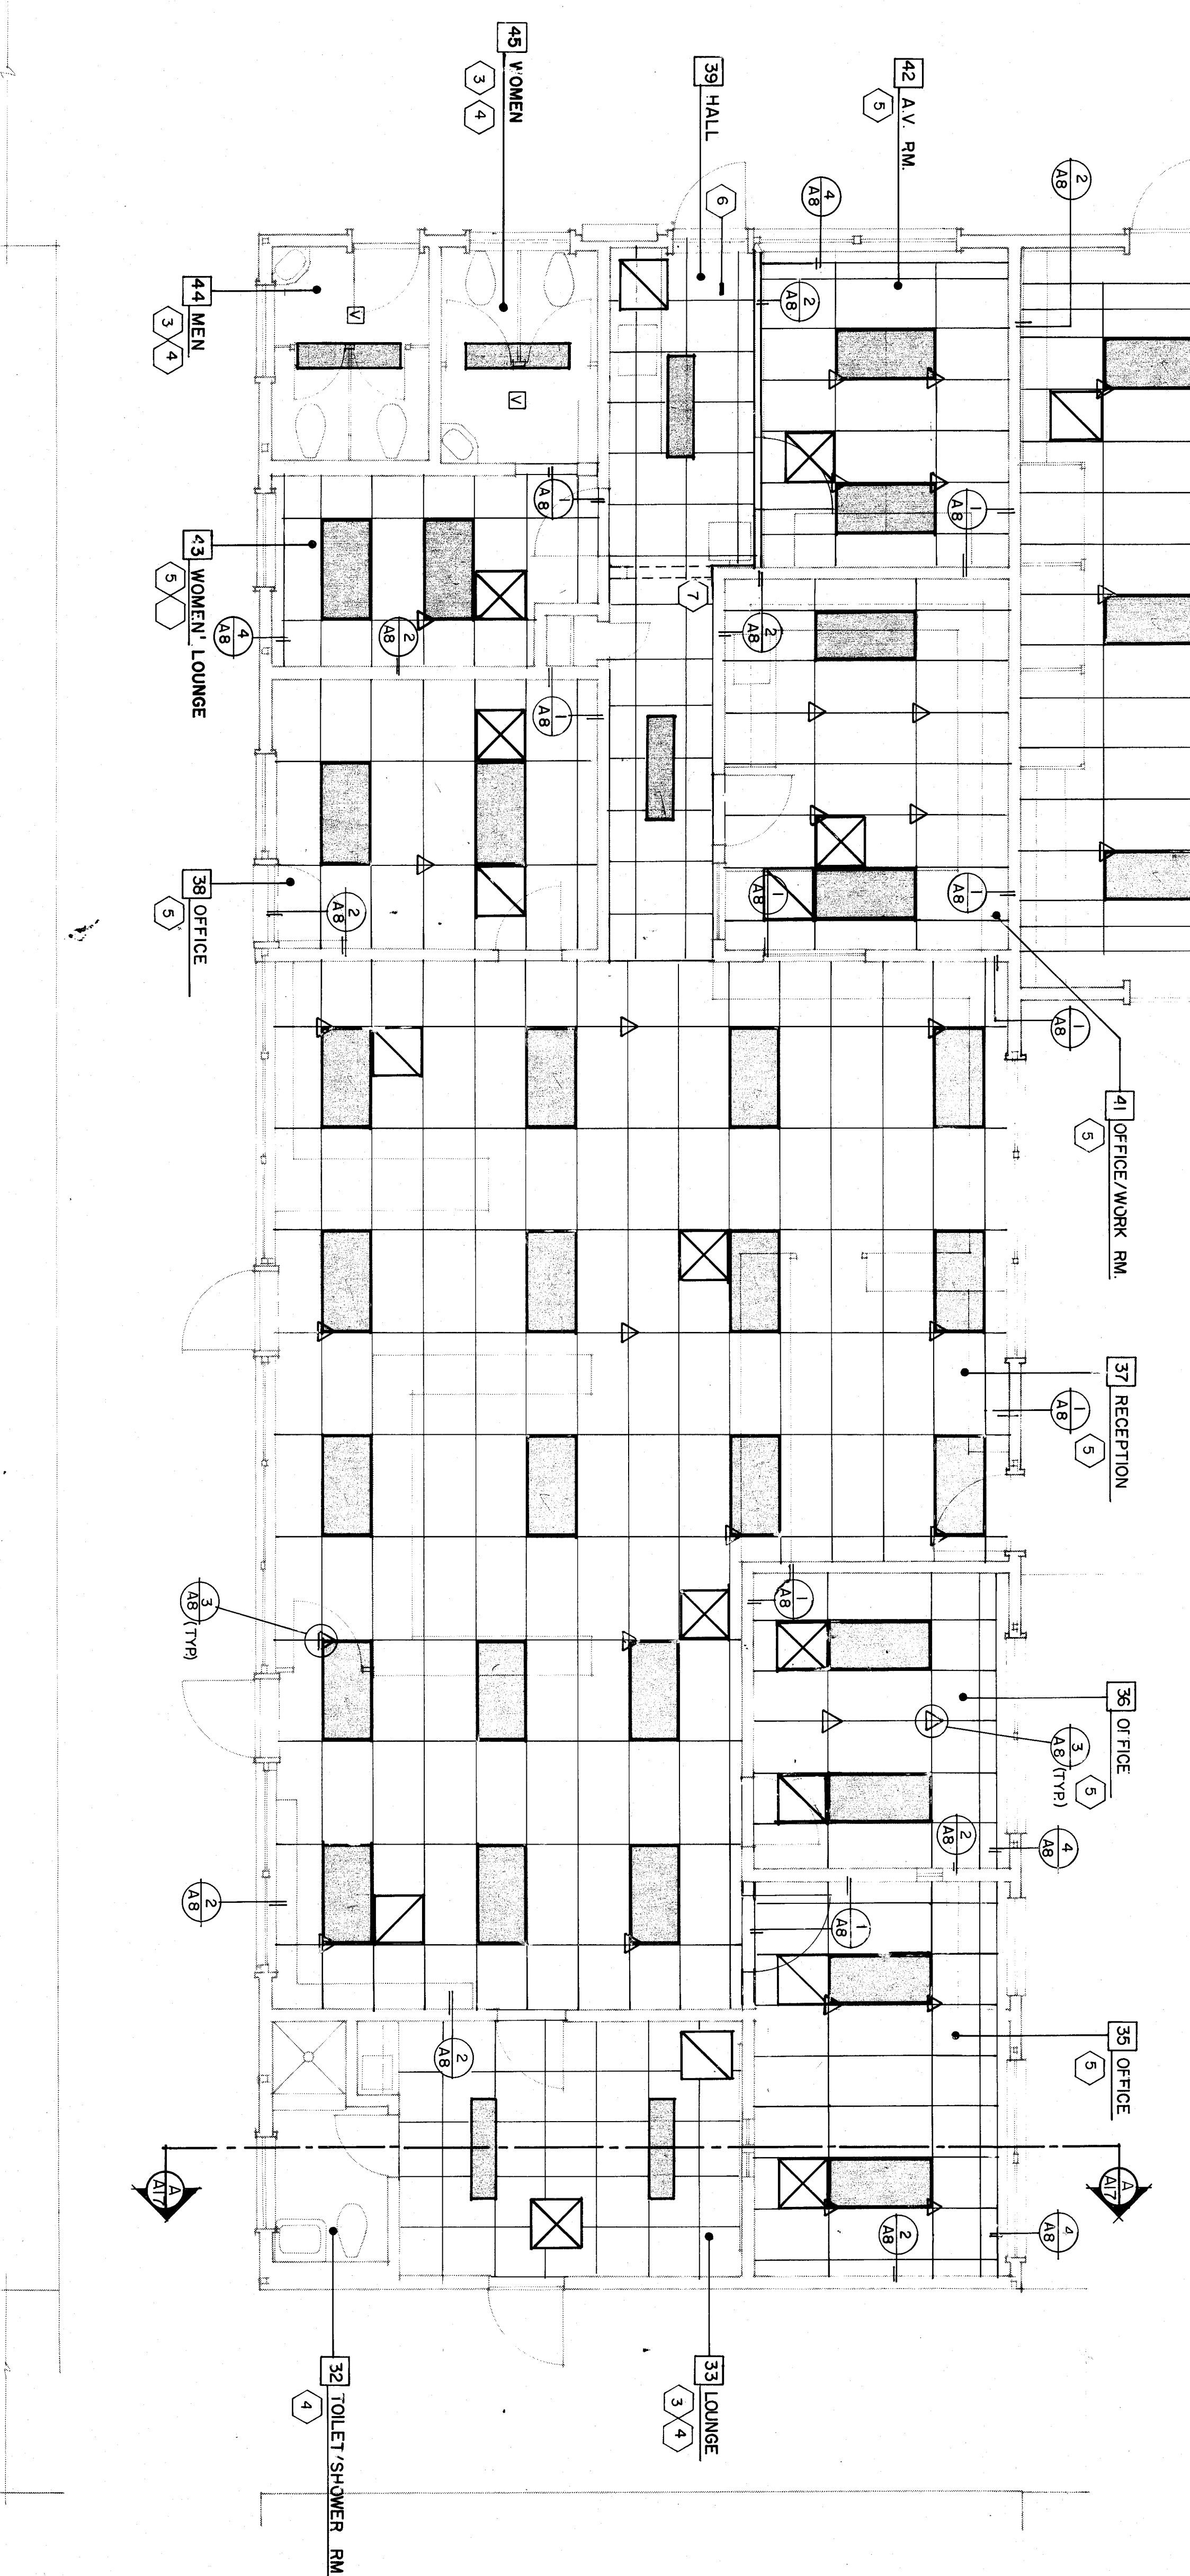 45 WOMEN
3 4
39 HALL
6
42 A.V. RM.
5
4
A8
2
A8
2
A8
44 MEN
3 4
V
V
1
A8
1
A8
43 WOMEN' LOUNGE
5
4
A8
2
A8
1
A8
7
2
A8
38 OFFICE
5
2
A8
1
A8
1
A8
1
A8
41 OFFICE/WORK RM.
5
37 RECEPTION
1
A8
5
3
A8 (TYP.)
1
A8
36 OFFICE
3
A8 (TYP.)
5
2
A8
4
A8
2
A8
1
A8
2
A8
35 OFFICE
5
A
A17
A
A17
2
A8
4
A8
32 TOILET/SHOWER RM
4
33 LOUNGE
3 4